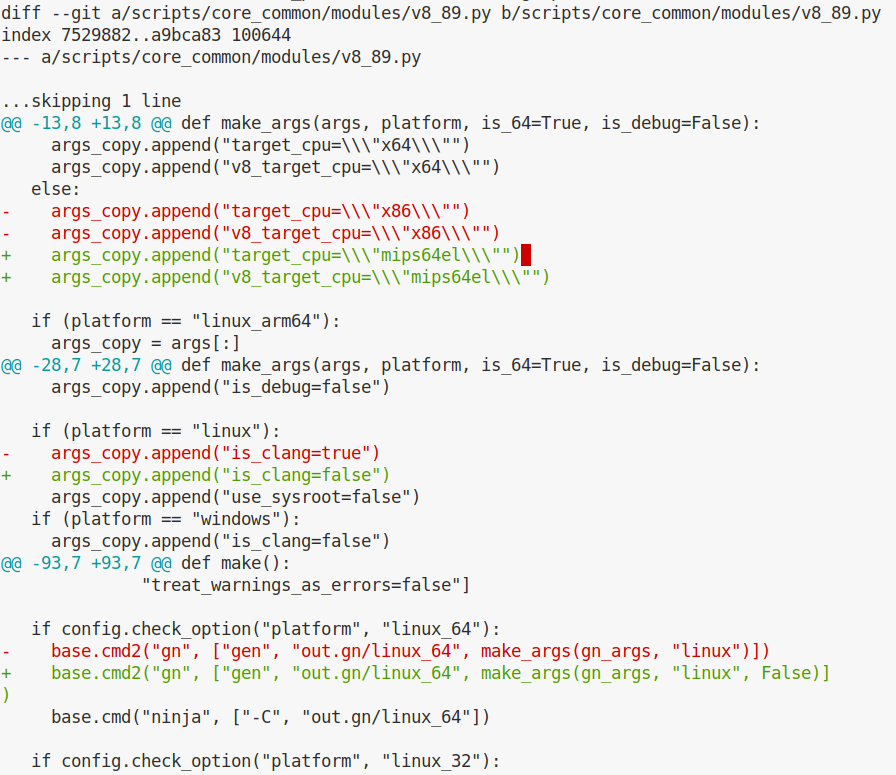 diff --git a/scripts/core_common/modules/v8_89.py b/scripts/core_common/modules/v8_89.py
index 7529882..a9bca83 100644
--- a/scripts/core_common/modules/v8_89.py

...skipping 1 line
@@ -13,8 +13,8 @@ def make_args(args, platform, is_64=True, is_debug=False):
     args_copy.append("target_cpu=\\\"x64\\\"")
     args_copy.append("v8_target_cpu=\\\"x64\\\"")
   else:
-    args_copy.append("target_cpu=\\\"x86\\\"")
-    args_copy.append("v8_target_cpu=\\\"x86\\\"")
+    args_copy.append("target_cpu=\\\"mips64el\\\"")
+    args_copy.append("v8_target_cpu=\\\"mips64el\\\"")

   if (platform == "linux_arm64"):
     args_copy = args[:]
@@ -28,7 +28,7 @@ def make_args(args, platform, is_64=True, is_debug=False):
     args_copy.append("is_debug=false")

   if (platform == "linux"):
-    args_copy.append("is_clang=true")
+    args_copy.append("is_clang=false")
     args_copy.append("use_sysroot=false")
   if (platform == "windows"):
     args_copy.append("is_clang=false")
@@ -93,7 +93,7 @@ def make():
              "treat_warnings_as_errors=false"]

   if config.check_option("platform", "linux_64"):
-    base.cmd2("gn", ["gen", "out.gn/linux_64", make_args(gn_args, "linux")])
+    base.cmd2("gn", ["gen", "out.gn/linux_64", make_args(gn_args, "linux", False)]
)
     base.cmd("ninja", ["-C", "out.gn/linux_64"])

   if config.check_option("platform", "linux_32"):